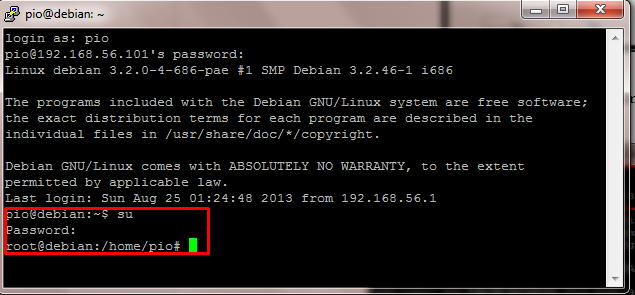 pio@debian: ~
login as: pio
pio@192.168.56.101's password:
Linux debian 3.2.0-4-686-pae #1 SMP Debian 3.2.46-1 i686
The programs included with the Debian GNU/Linux system are free software;
the exact distribution terms for each program are described in the
individual files in /usr/share/doc/*/copyright.
Debian GNU/Linux comes with ABSOLUTELY NO WARRANTY, to the extent
permitted by applicable law.
Last login: Sun Aug 25 01:24:48 2013 from 192.168.56.1
pio@debian:~$ su
Password:
root@debian:/home/pio#